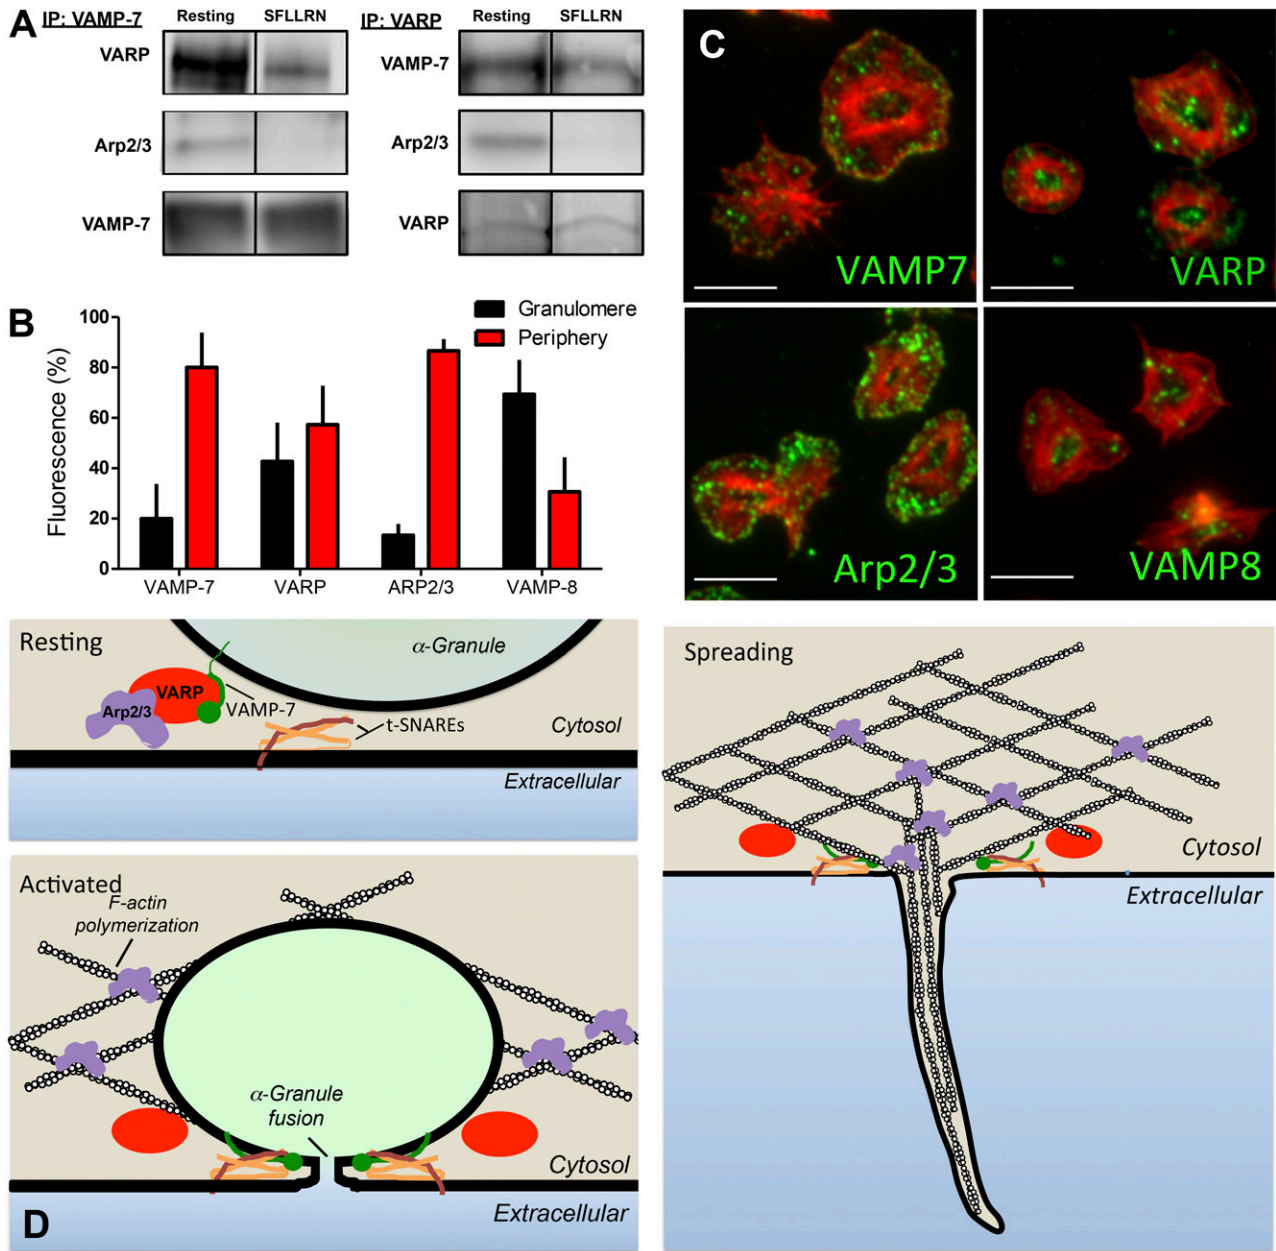 A
IP: VAMP-7
Resting
SFLLRN
VARP
Arp2/3
VAMP-7
IP: VARP
Resting
SFLLRN
VAMP-7
Arp2/3
VARP
B
Fluorescence (%)
100
80
60
40
20
0
Granulomere
Periphery
VAMP-7
VARP
ARP2/3
VAMP-8
C
VAMP7
VARP
Arp2/3
VAMP8
Resting
α-Granule
VARP
Arp2/3
VAMP-7
t-SNAREs
Cytosol
Extracellular
Activated
F-actin
polymerization
α-Granule
fusion
Cytosol
Extracellular
D
Spreading
Cytosol
Extracellular